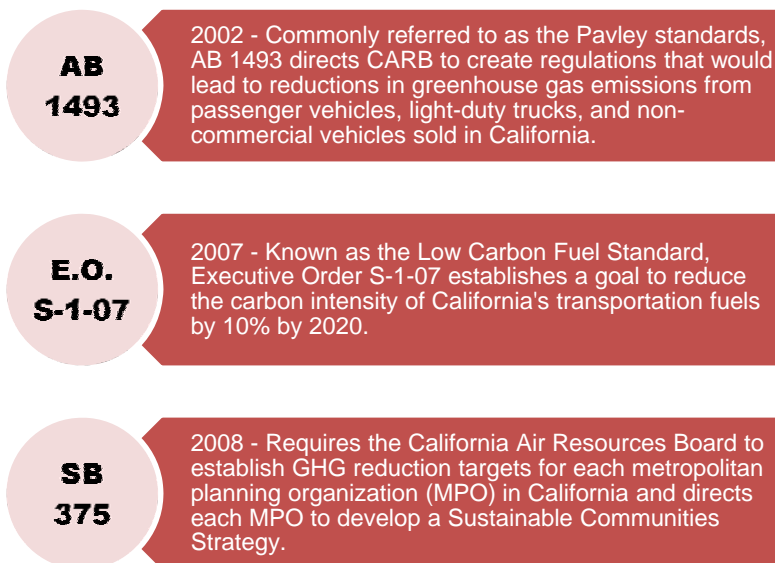 AB
1493
2002 - Commonly referred to as the Pavley standards,
AB 1493 directs CARB to create regulations that would
lead to reductions in greenhouse gas emissions from
passenger vehicles, light-duty trucks, and non-
commercial vehicles sold in California.
E.O.
S-1-07
2007 - Known as the Low Carbon Fuel Standard,
Executive Order S-1-07 establishes a goal to reduce
the carbon intensity of California's transportation fuels
by 10% by 2020.
SB
375
2008 - Requires the California Air Resources Board to
establish GHG reduction targets for each metropolitan
planning organization (MPO) in California and directs
each MPO to develop a Sustainable Communities
Strategy.